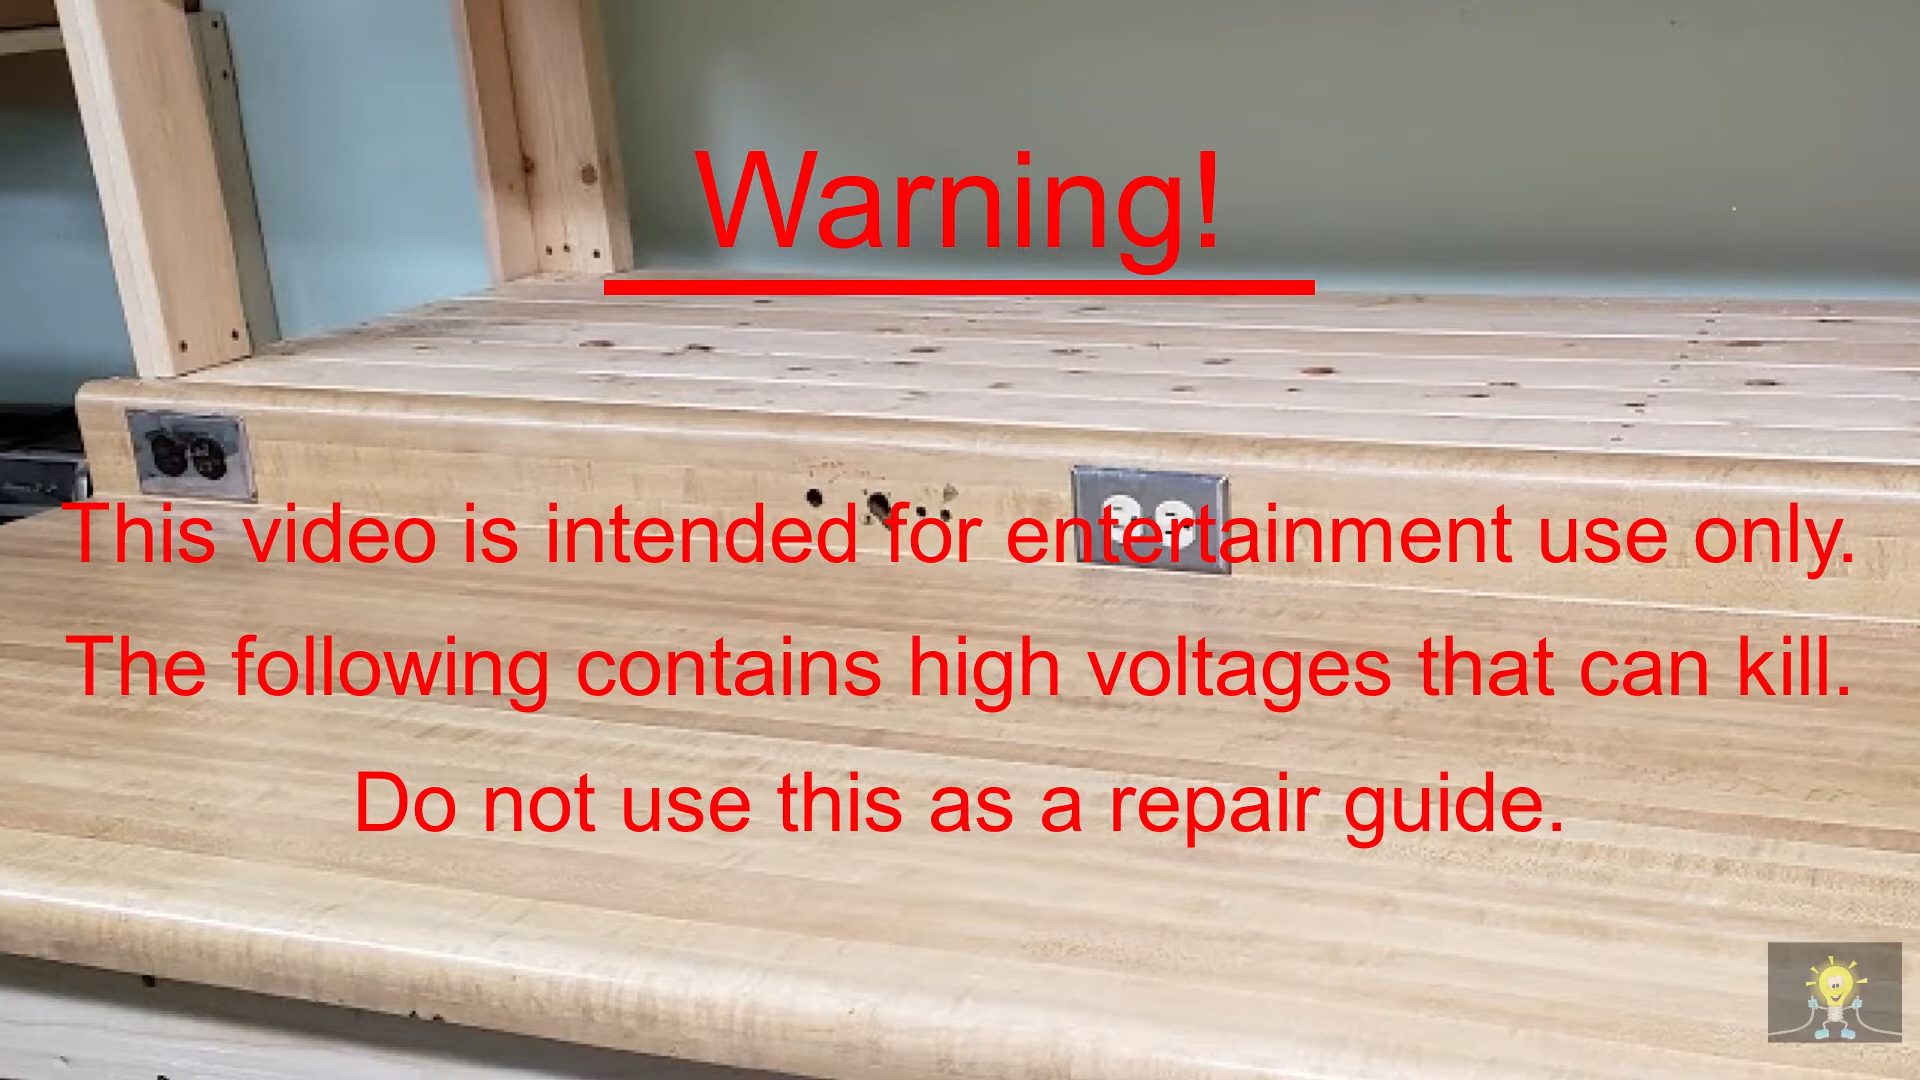 Warning!
This video is intended for entertainment use only.
The following contains high voltages that can kill.
Do not use this as a repair guide.